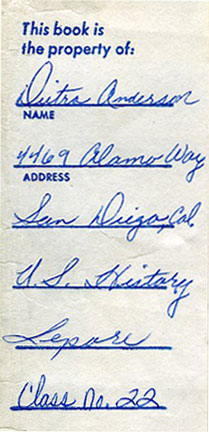 This book is
the property of:
Dietra Anderson
NAME
4469 Alamo Way
ADDRESS
San Diego, Cal.
U.S. History
Lepore
Class No. 22